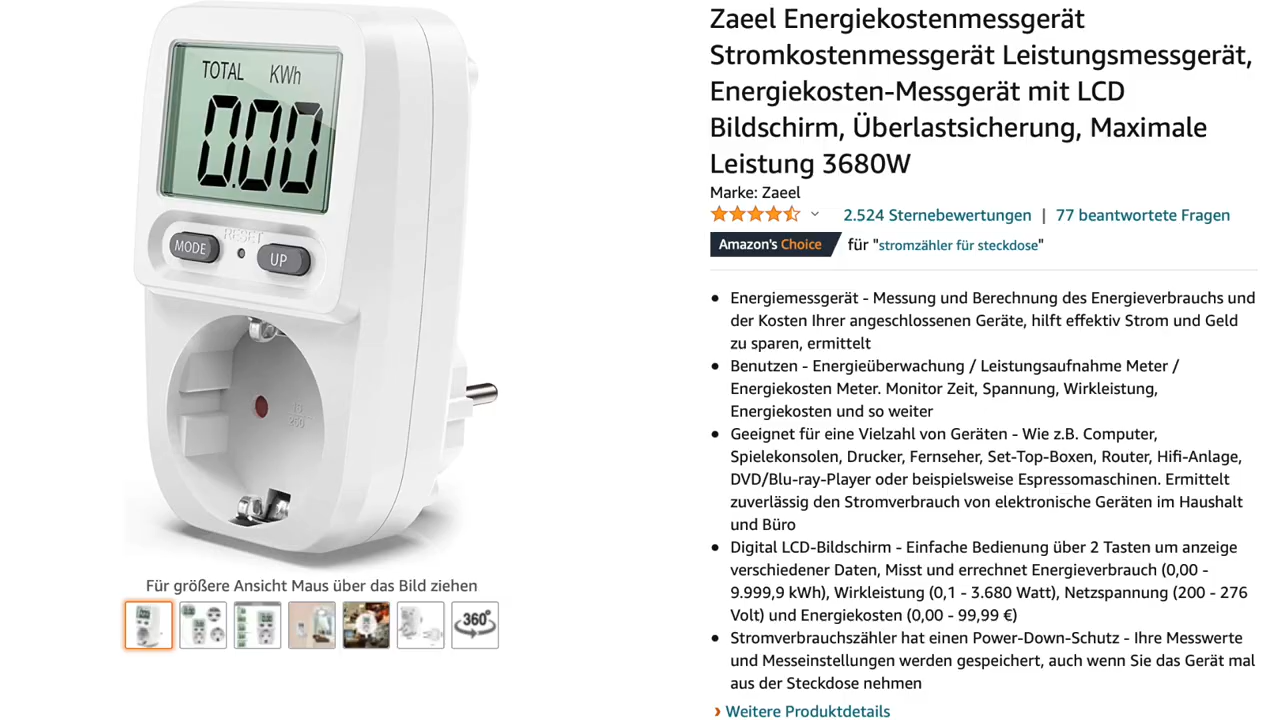 TOTAL KWh
0.00
RESET
MODE
UP
Für größere Ansicht Maus über das Bild ziehen
360°
Zaeel Energiekostenmessgerät
Stromkostenmessgerät Leistungsmessgerät,
Energiekosten-Messgerät mit LCD
Bildschirm, Überlastsicherung, Maximale
Leistung 3680W
Marke: Zaeel
2.524 Sternebewertungen | 77 beantwortete Fragen
Amazon's Choice für "stromzähler für steckdose"
• Energiemessgerät - Messung und Berechnung des Energieverbrauchs und
der Kosten Ihrer angeschlossenen Geräte, hilft effektiv Strom und Geld
zu sparen, ermittelt
• Benutzen - Energieüberwachung / Leistungsaufnahme Meter /
Energiekosten Meter. Monitor Zeit, Spannung, Wirkleistung,
Energiekosten und so weiter
• Geeignet für eine Vielzahl von Geräten - Wie z.B. Computer,
Spielekonsolen, Drucker, Fernseher, Set-Top-Boxen, Router, Hifi-Anlage,
DVD/Blu-ray-Player oder beispielsweise Espressomaschinen. Ermittelt
zuverlässig den Stromverbrauch von elektronische Geräten im Haushalt
und Büro
• Digital LCD-Bildschirm - Einfache Bedienung über 2 Tasten um anzeige
verschiedener Daten, Misst und errechnet Energieverbrauch (0,00 -
9.999,9 kWh), Wirkleistung (0,1 - 3.680 Watt), Netzspannung (200 - 276
Volt) und Energiekosten (0,00 - 99,99 €)
• Stromverbrauchszähler hat einen Power-Down-Schutz - Ihre Messwerte
und Messeinstellungen werden gespeichert, auch wenn Sie das Gerät mal
aus der Steckdose nehmen
› Weitere Produktdetails